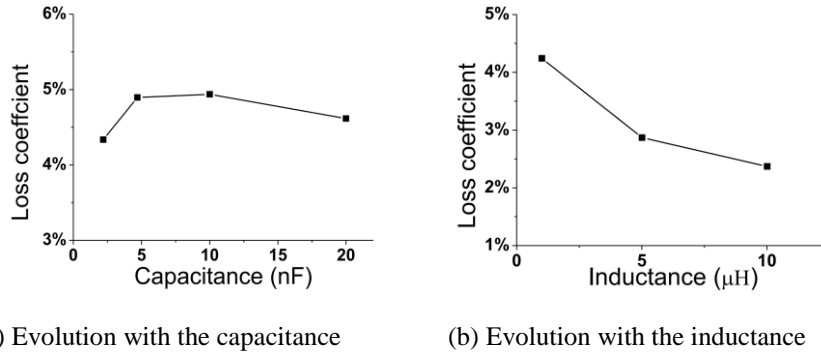 6%
5%
4%
3%
0 5 10 15 20
Loss coeffcient
Capacitance (nF)
5%
4%
3%
2%
1%
0 5 10
Loss coefficient
Inductance (μH)
) Evolution with the capacitance
(b) Evolution with the inductance